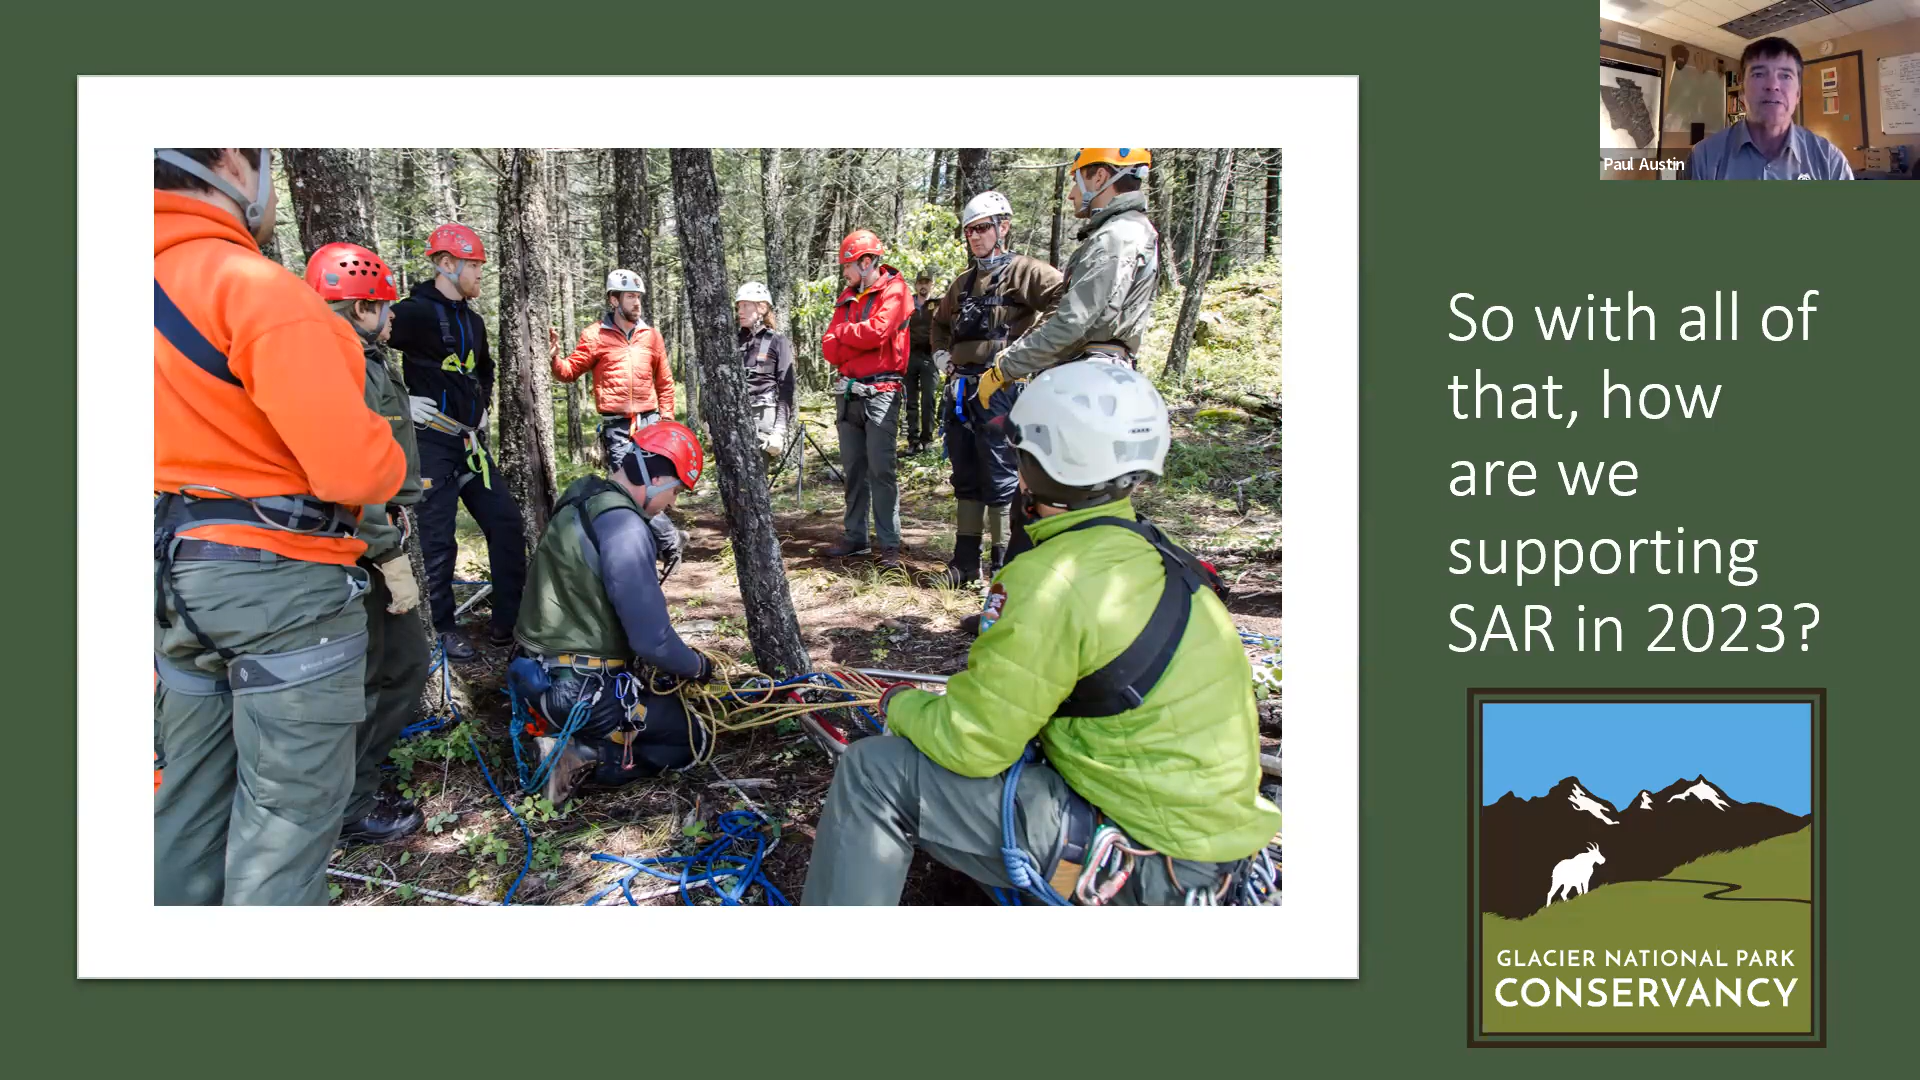 Paul Austin
So with all of
that, how
are we
supporting
SAR in 2023?
GLACIER NATIONAL PARK
CONSERVANCY